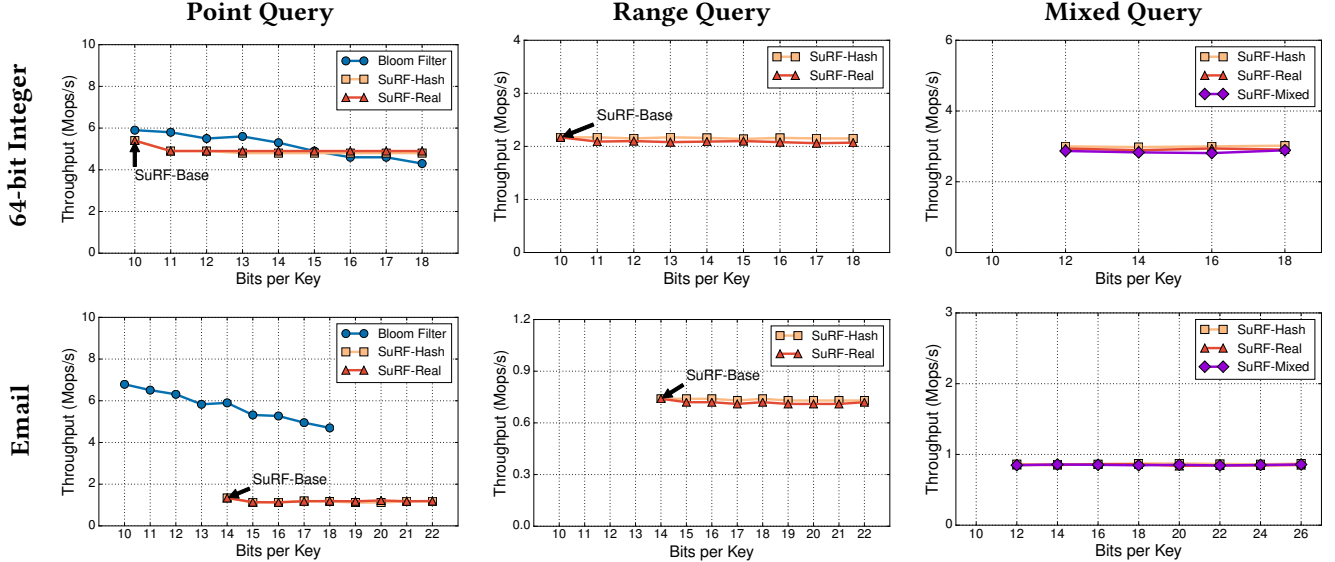 Point Query
Range Query
Mixed Query
64-bit Integer
Throughput (Mops/s)
10
8
6
4
2
0
Bloom Filter
SuRF-Hash
SuRF-Real
SuRF-Base
10 11 12 13 14 15 16 17 18
Bits per Key
Throughput (Mops/s)
4
3
2
1
0
SuRF-Hash
SuRF-Real
SuRF-Base
10 11 12 13 14 15 16 17 18
Bits per Key
Throughput (Mops/s)
6
4
2
0
SuRF-Hash
SuRF-Real
SuRF-Mixed
10 12 14 16 18
Bits per Key
Email
Throughput (Mops/s)
10
8
6
4
2
0
Bloom Filter
SuRF-Hash
SuRF-Real
SuRF-Base
10 11 12 13 14 15 16 17 18 19 20 21 22
Bits per Key
Throughput (Mops/s)
1.2
0.9
0.6
0.3
0.0
SuRF-Hash
SuRF-Real
SuRF-Base
10 11 12 13 14 15 16 17 18 19 20 21 22
Bits per Key
Throughput (Mops/s)
3
2
1
0
SuRF-Hash
SuRF-Real
SuRF-Mixed
10 12 14 16 18 20 22 24 26
Bits per Key